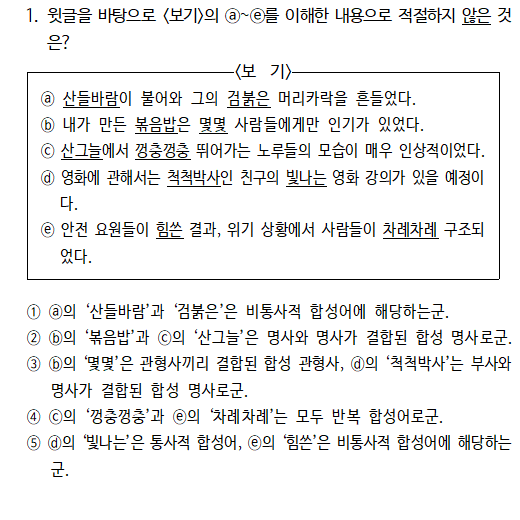 1. 윗글을 바탕으로 <보기>의 ⓐ~ⓔ를 이해한 내용으로 적절하지 않은 것
은?
<보 기>
ⓐ 산들바람이 불어와 그의 검붉은 머리카락을 흔들었다.
ⓑ 내가 만든 볶음밥은 몇몇 사람들에게만 인기가 있었다.
ⓒ 산그늘에서 껑충껑충 뛰어가는 노루들의 모습이 매우 인상적이었다.
ⓓ 영화에 관해서는 척척박사인 친구의 빛나는 영화 강의가 있을 예정이
다.
ⓔ 안전 요원들이 힘쓴 결과, 위기 상황에서 사람들이 차례차례 구조되
었다.
① ⓐ의 ‘산들바람’과 ‘검붉은’은 비통사적 합성어에 해당하는군.
② ⓑ의 ‘볶음밥’과 ⓒ의 ‘산그늘’은 명사와 명사가 결합된 합성 명사로군.
③ ⓑ의 ‘몇몇’은 관형사끼리 결합된 합성 관형사, ⓓ의 ‘척척박사’는 부사와
명사가 결합된 합성 명사로군.
④ ⓒ의 ‘껑충껑충’과 ⓔ의 ‘차례차례’는 모두 반복 합성어로군.
⑤ ⓓ의 ‘빛나는’은 통사적 합성어, ⓔ의 ‘힘쓴’은 비통사적 합성어에 해당하는
군.